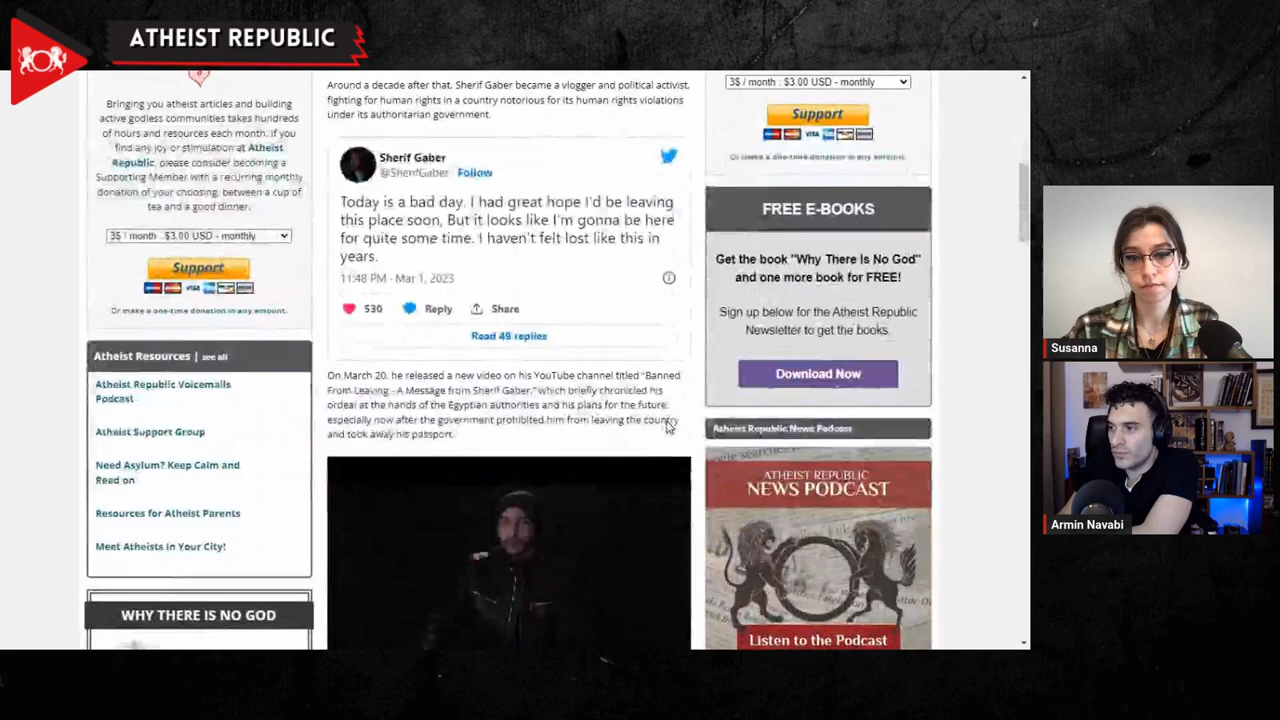 ATHEIST REPUBLIC
Bringing you atheist articles and building
active godless communities takes hundreds
of hours and resources each month. If you
find any joy or stimulation at Atheist
Republic, please consider becoming a
Supporting Member with a recurring monthly
donation of your choosing, between a cup of
tea and a good dinner.
3$ / month : $3.00 USD - monthly
Support
VISA
Or make a one-time donation in any amount.
Atheist Resources | see all
Atheist Republic Voicemails
Podcast
Atheist Support Group
Need Asylum? Keep Calm and
Read on
Resources for Atheist Parents
Meet Atheists in Your City!
WHY THERE IS NO GOD
Around a decade after that, Sherif Gaber became a vlogger and political activist,
fighting for human rights in a country notorious for its human rights violations
under its authoritarian government.
Sherif Gaber
@SherifGaber Follow
Today is a bad day. I had great hope I'd be leaving
this place soon, But it looks like I'm gonna be here
for quite some time. I haven't felt lost like this in
years.
11:48 PM · Mar 1, 2023
530 Reply Share
Read 49 replies
On March 20, he released a new video on his YouTube channel titled "Banned
From Leaving - A Message from Sherif Gaber," which briefly chronicled his
ordeal at the hands of the Egyptian authorities and his plans for the future,
especially now after the government prohibited him from leaving the country
and took away his passport.
3$ / month : $3.00 USD - monthly
Support
VISA
Or make a one-time donation in any amount.
FREE E-BOOKS
Get the book "Why There Is No God"
and one more book for FREE!
Sign up below for the Atheist Republic
Newsletter to get the books.
Download Now
Atheist Republic News Podcast
ATHEIST REPUBLIC
NEWS PODCAST
Listen to the Podcast
Susanna
Armin Navabi